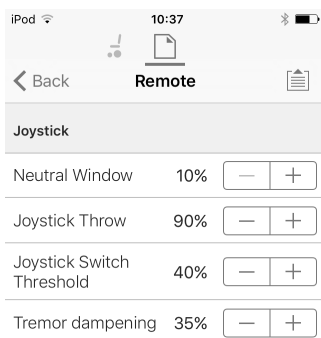 iPod 10:37
Back Remote
Joystick
Neutral Window 10% — +
Joystick Throw 90% — +
Joystick Switch
Threshold 40% — +
Tremor dampening 35% — +